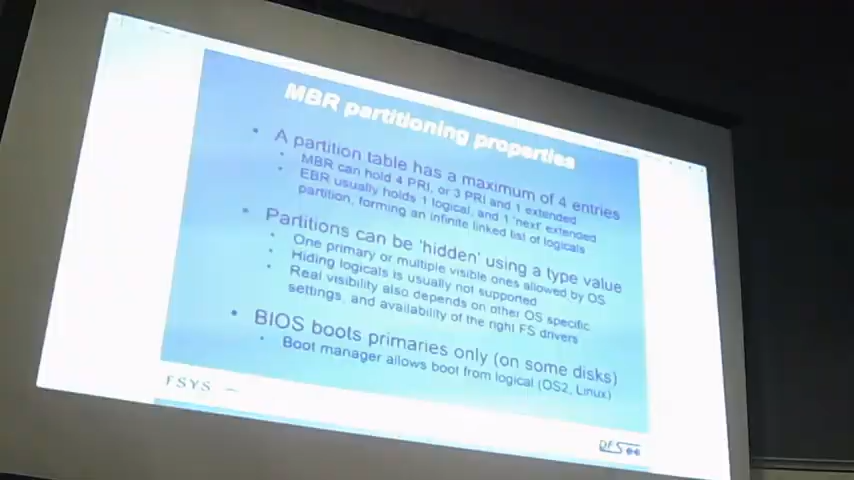 MBR partitioning properties
• A partition table has a maximum of 4 entries
• MBR can hold 4 PRI, or 3 PRI and 1 extended
• EBR usually holds 1 logical, and 1 'next' extended
partition, forming an infinite linked list of logicals
• Partitions can be 'hidden' using a type value
• One primary or multiple visible ones allowed by OS
• Hiding logicals is usually not supported
• Real visibility also depends on other OS specific
settings, and availability of the right FS drivers
• BIOS boots primaries only (on some disks)
• Boot manager allows boot from logical (OS2, Linux)
FSYS
DFSee